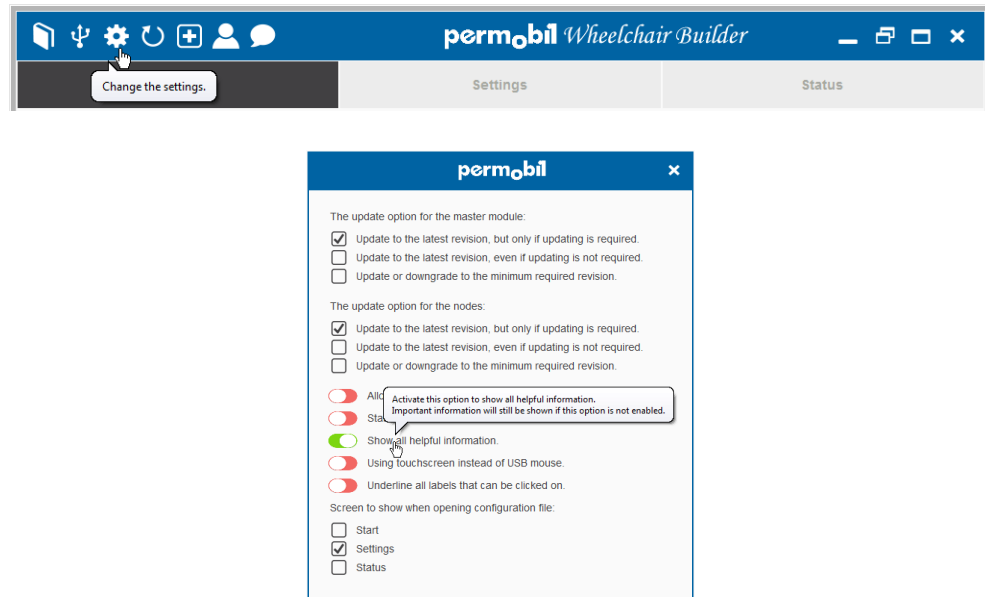 permobil Wheelchair Builder
Change the settings.
Settings
Status
permobil
The update option for the master module:
Update to the latest revision, but only if updating is required.
Update to the latest revision, even if updating is not required.
Update or downgrade to the minimum required revision.
The update option for the nodes:
Update to the latest revision, but only if updating is required.
Update to the latest revision, even if updating is not required.
Update or downgrade to the minimum required revision.
Activate this option to show all helpful information.
Important information will still be shown if this option is not enabled.
Show all helpful information.
Using touchscreen instead of USB mouse.
Underline all labels that can be clicked on.
Screen to show when opening configuration file:
Start
Settings
Status